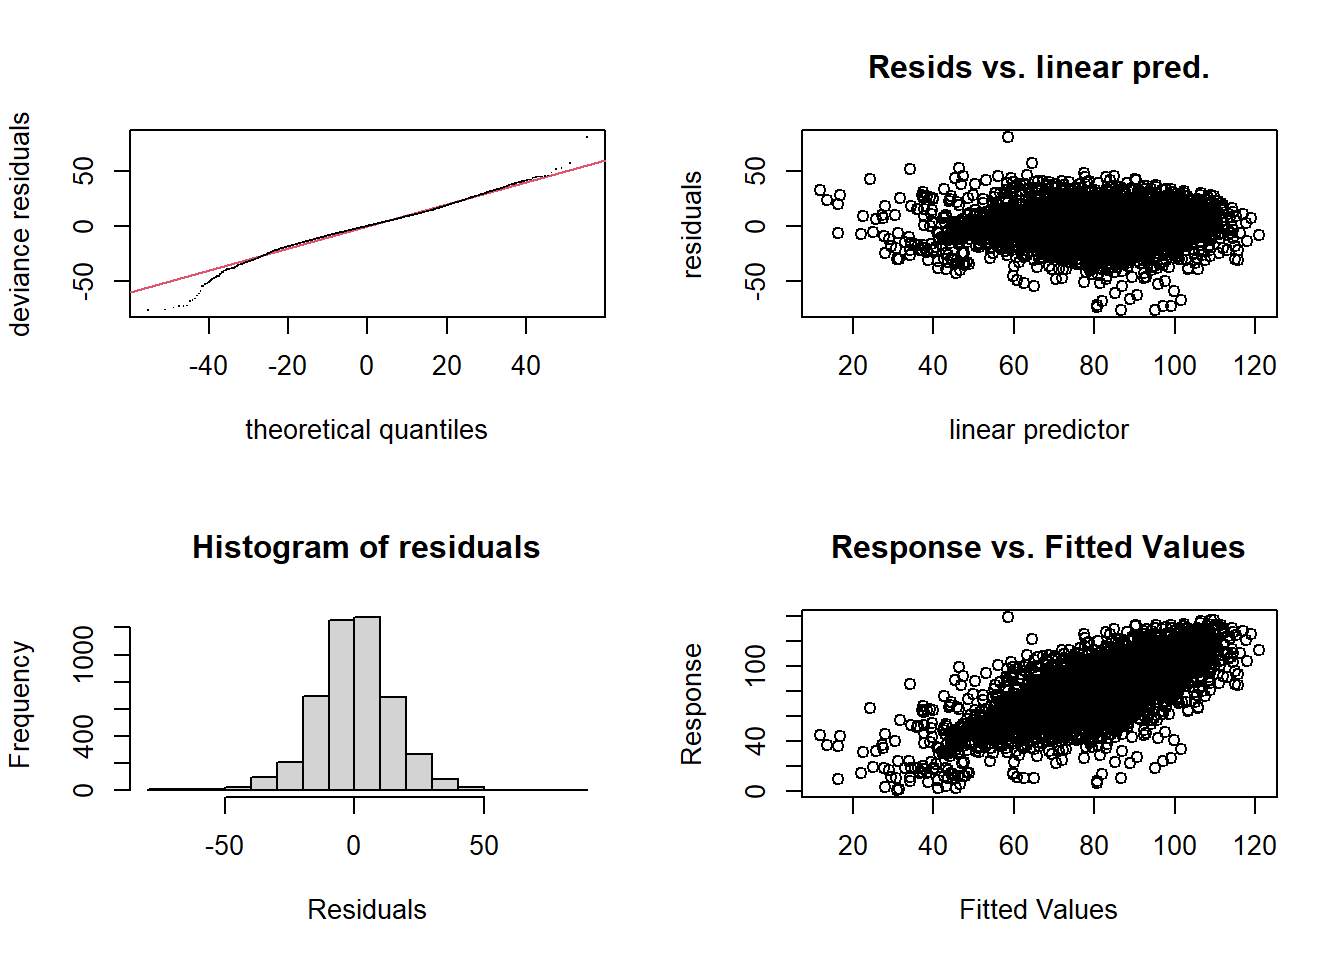 deviance residuals
50
0
-50
-40 -20 0 20 40
theoretical quantiles
Resids vs. linear pred.
residuals
50
0
-50
20 40 60 80 100 120
linear predictor
Histogram of residuals
Frequency
1000
400
0
-50 0 50
Residuals
Response vs. Fitted Values
Response
100
40
0
20 40 60 80 100 120
Fitted Values